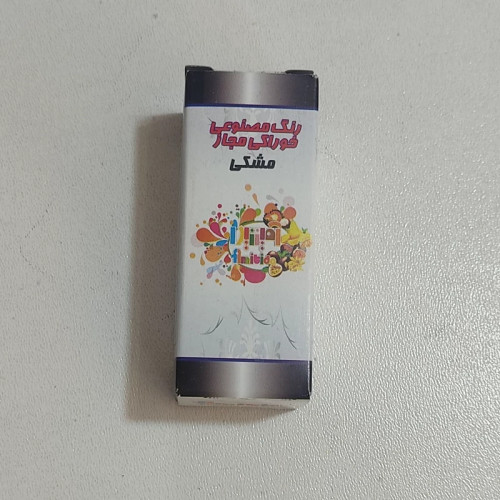 رنگ مصنوعی
خوراکی مجاز
مشکی